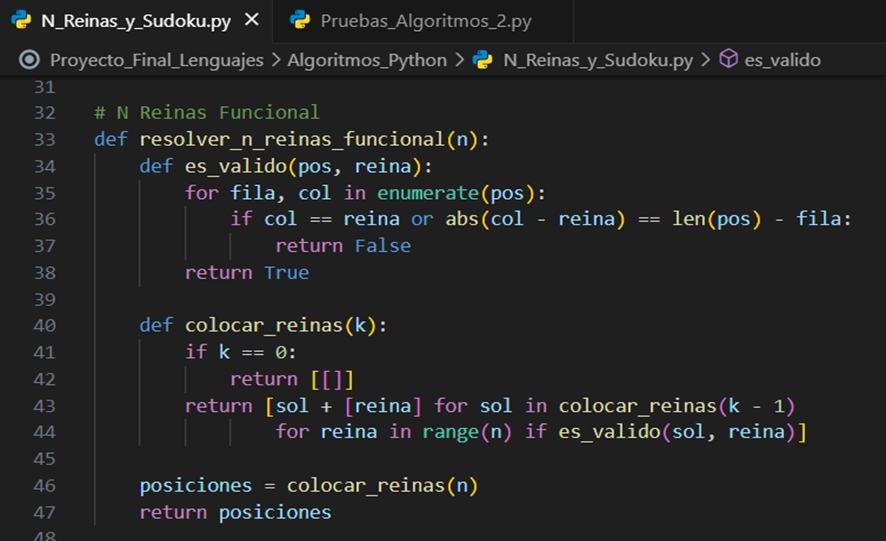 N_Reinas_y_Sudoku.py × Pruebas_Algoritmos_2.py
Proyecto_Final_Lenguajes > Algoritmos_Python > N_Reinas_y_Sudoku.py > es_valido
31
32 # N Reinas Funcional
33 def resolver_n_reinas_funcional(n):
34     def es_valido(pos, reina):
35         for fila, col in enumerate(pos):
36             if col == reina or abs(col - reina) == len(pos) - fila:
37                 return False
38         return True
39
40     def colocar_reinas(k):
41         if k == 0:
42             return [[]]
43         return [sol + [reina] for sol in colocar_reinas(k - 1)
44                 for reina in range(n) if es_valido(sol, reina)]
45
46     posiciones = colocar_reinas(n)
47     return posiciones
48